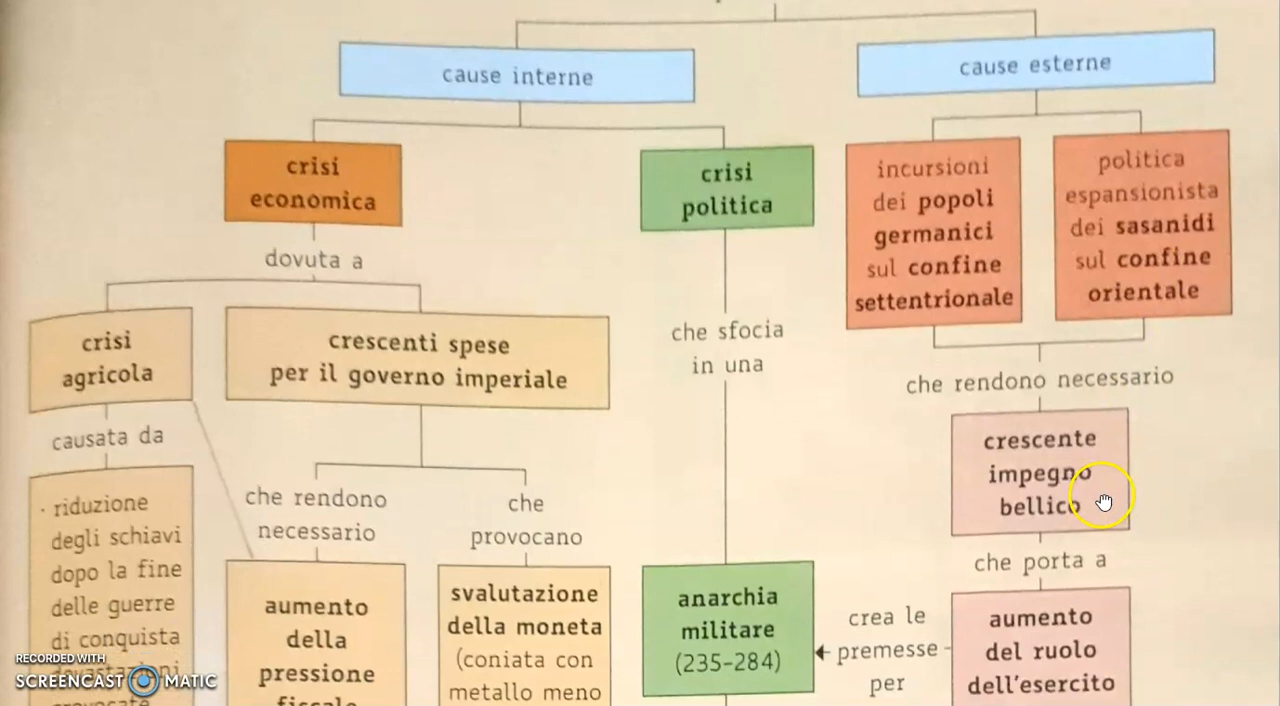 cause interne
cause esterne
crisi
economica
crisi
politica
incursioni
dei popoli
germanici
sul confine
settentrionale
politica
espansionista
dei sasanidi
sul confine
orientale
dovuta a
crisi
agricola
crescenti spese
per il governo imperiale
che sfocia
in una
che rendono necessario
causata da
crescente
impegno
bellico
· riduzione
degli schiavi
dopo la fine
delle guerre
di conquista
che rendono
necessario
che
provocano
che porta a
aumento
della
pressione
fiscale
svalutazione
della moneta
(coniata con
metallo meno
anarchia
militare
(235-284)
crea le
premesse
per
aumento
del ruolo
dell'esercito
RECORDED WITH
SCREENCAST MATIC